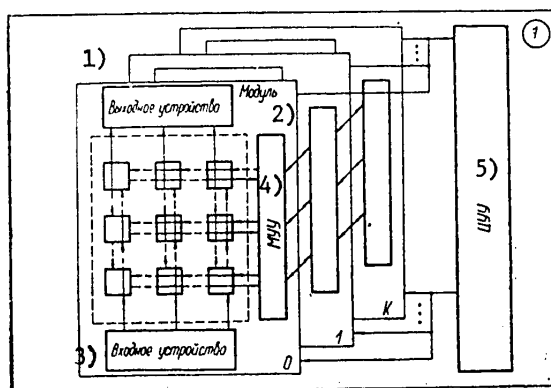 1
1)
Модуль
Выходное устройство
2)
4)
5)
МУУ
ЦУУ
К
1
3)
Входное устройство
0